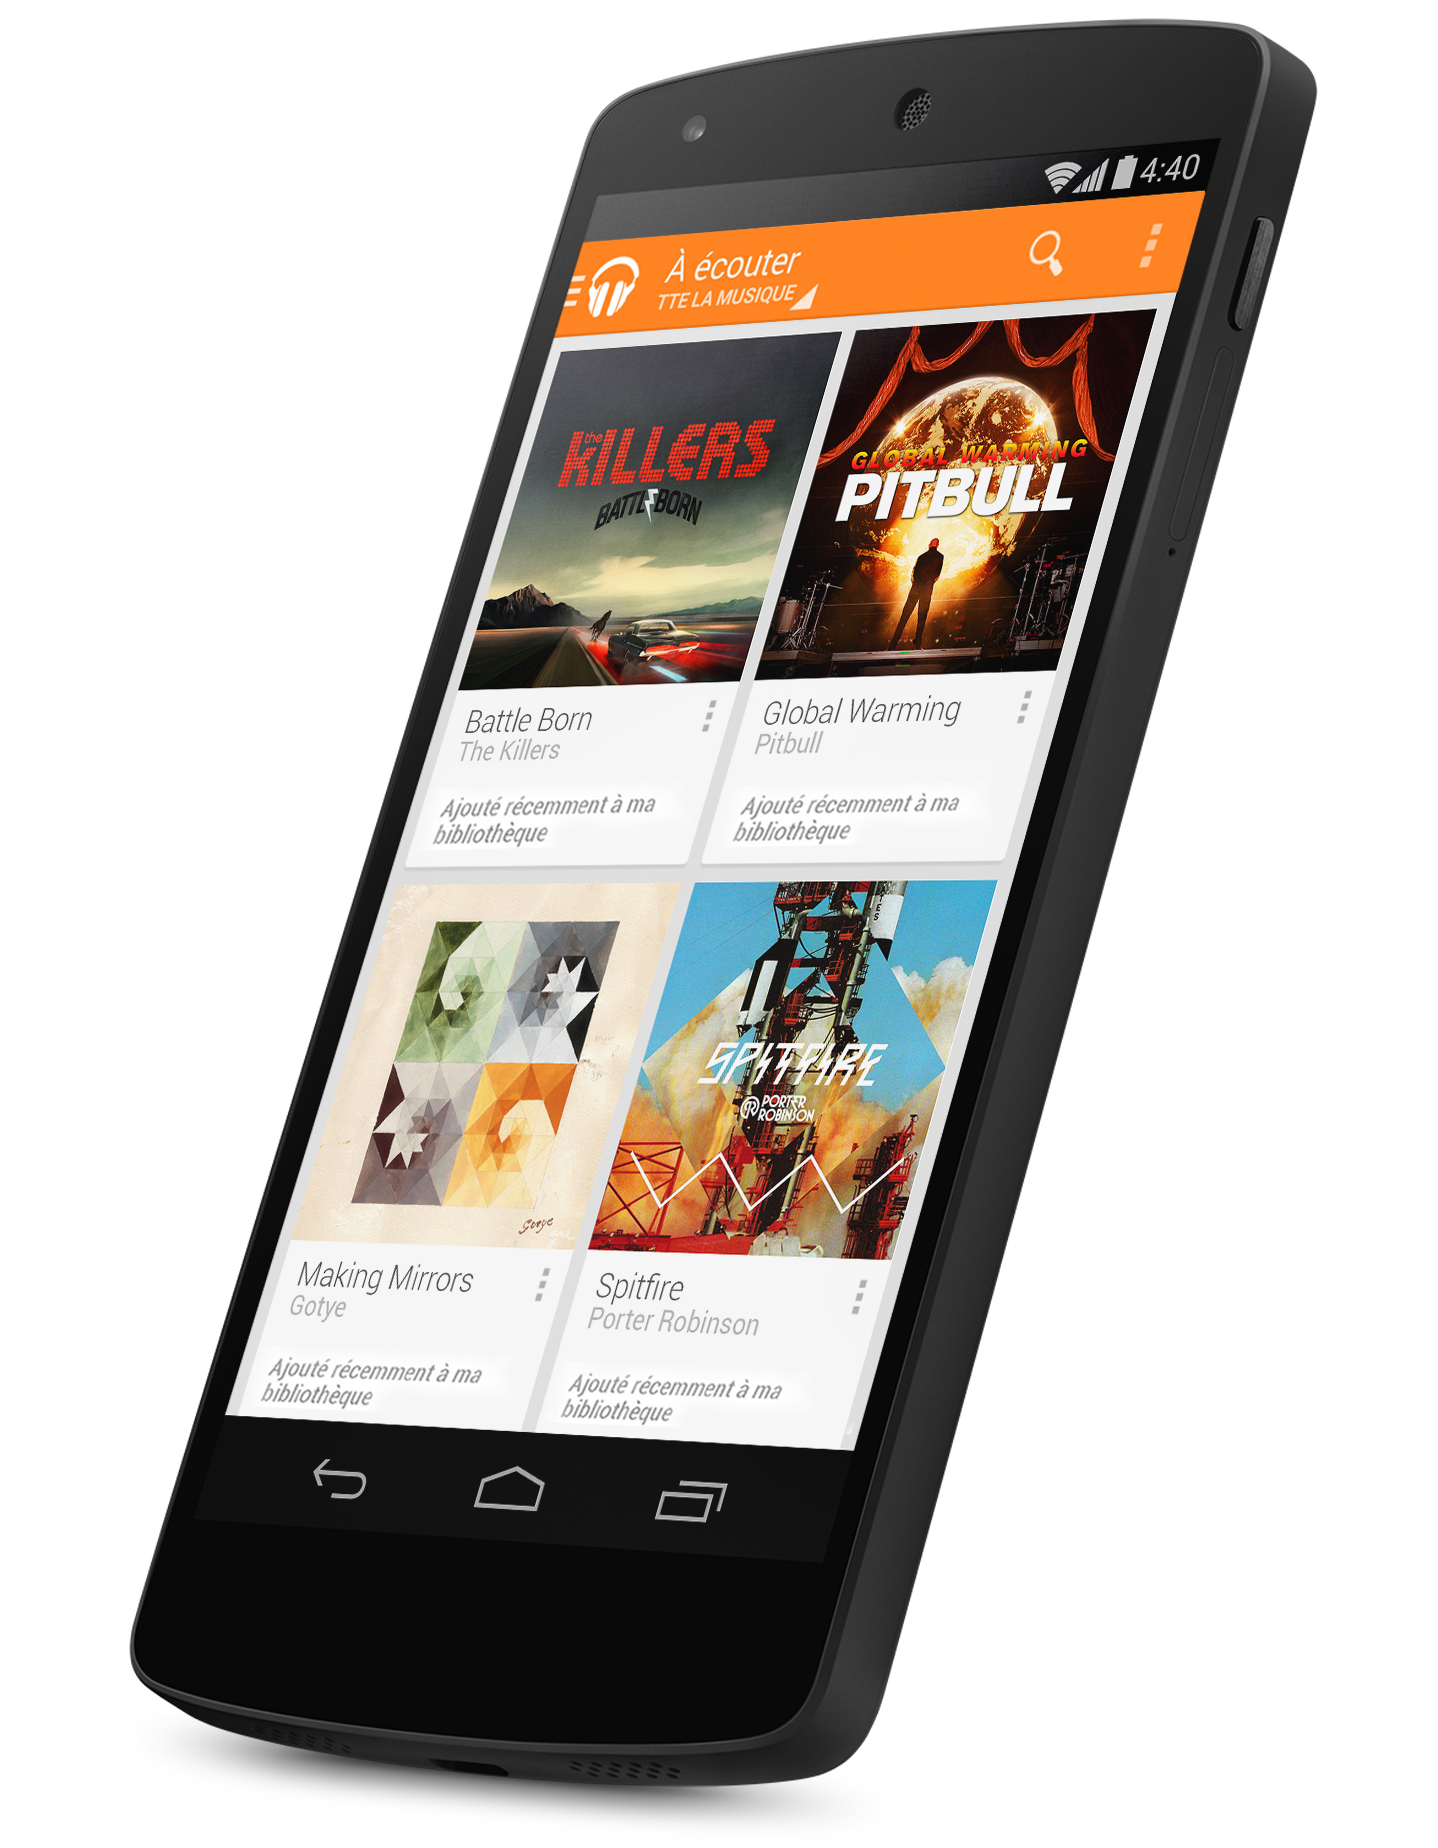 4:40
À écouter
TTE LA MUSIQUE
the
KILLERS
BATTLE BORN
GLOBAL WARMING
PITBULL
Battle Born
The Killers
Ajouté récemment à ma
bibliothèque
Global Warming
Pitbull
Ajouté récemment à ma
bibliothèque
Gotye
SPITFIRE
PORTER
ROBINSON
Making Mirrors
Gotye
Ajouté récemment à ma
bibliothèque
Spitfire
Porter Robinson
Ajouté récemment à ma
bibliothèque